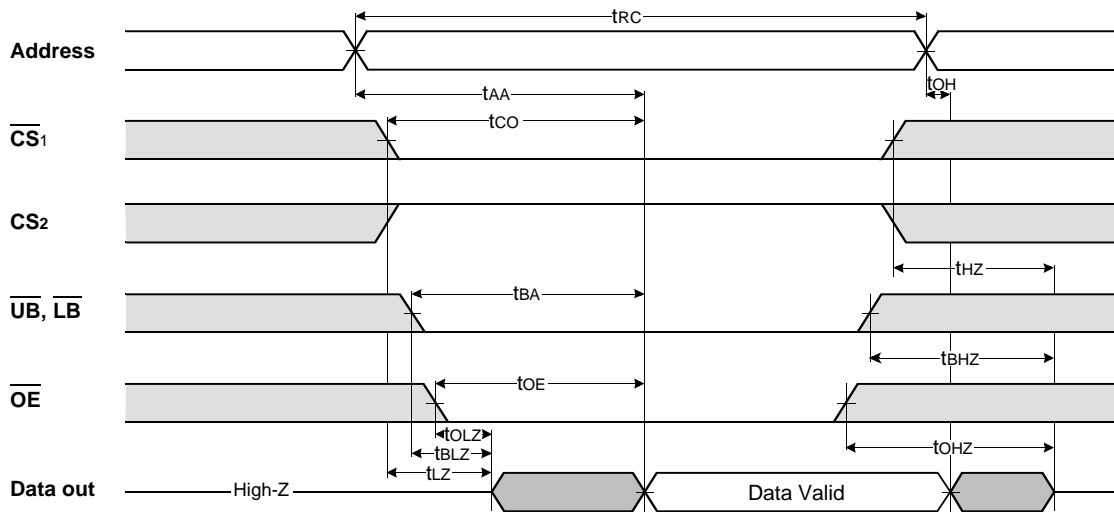 tRC
Address
tOH
tAA
tCO
CS1
CS2
tHZ
tBA
UB, LB
tBHZ
tOE
OE
tOLZ
tOHZ
tBLZ
tLZ
Data out
High-Z
Data Valid